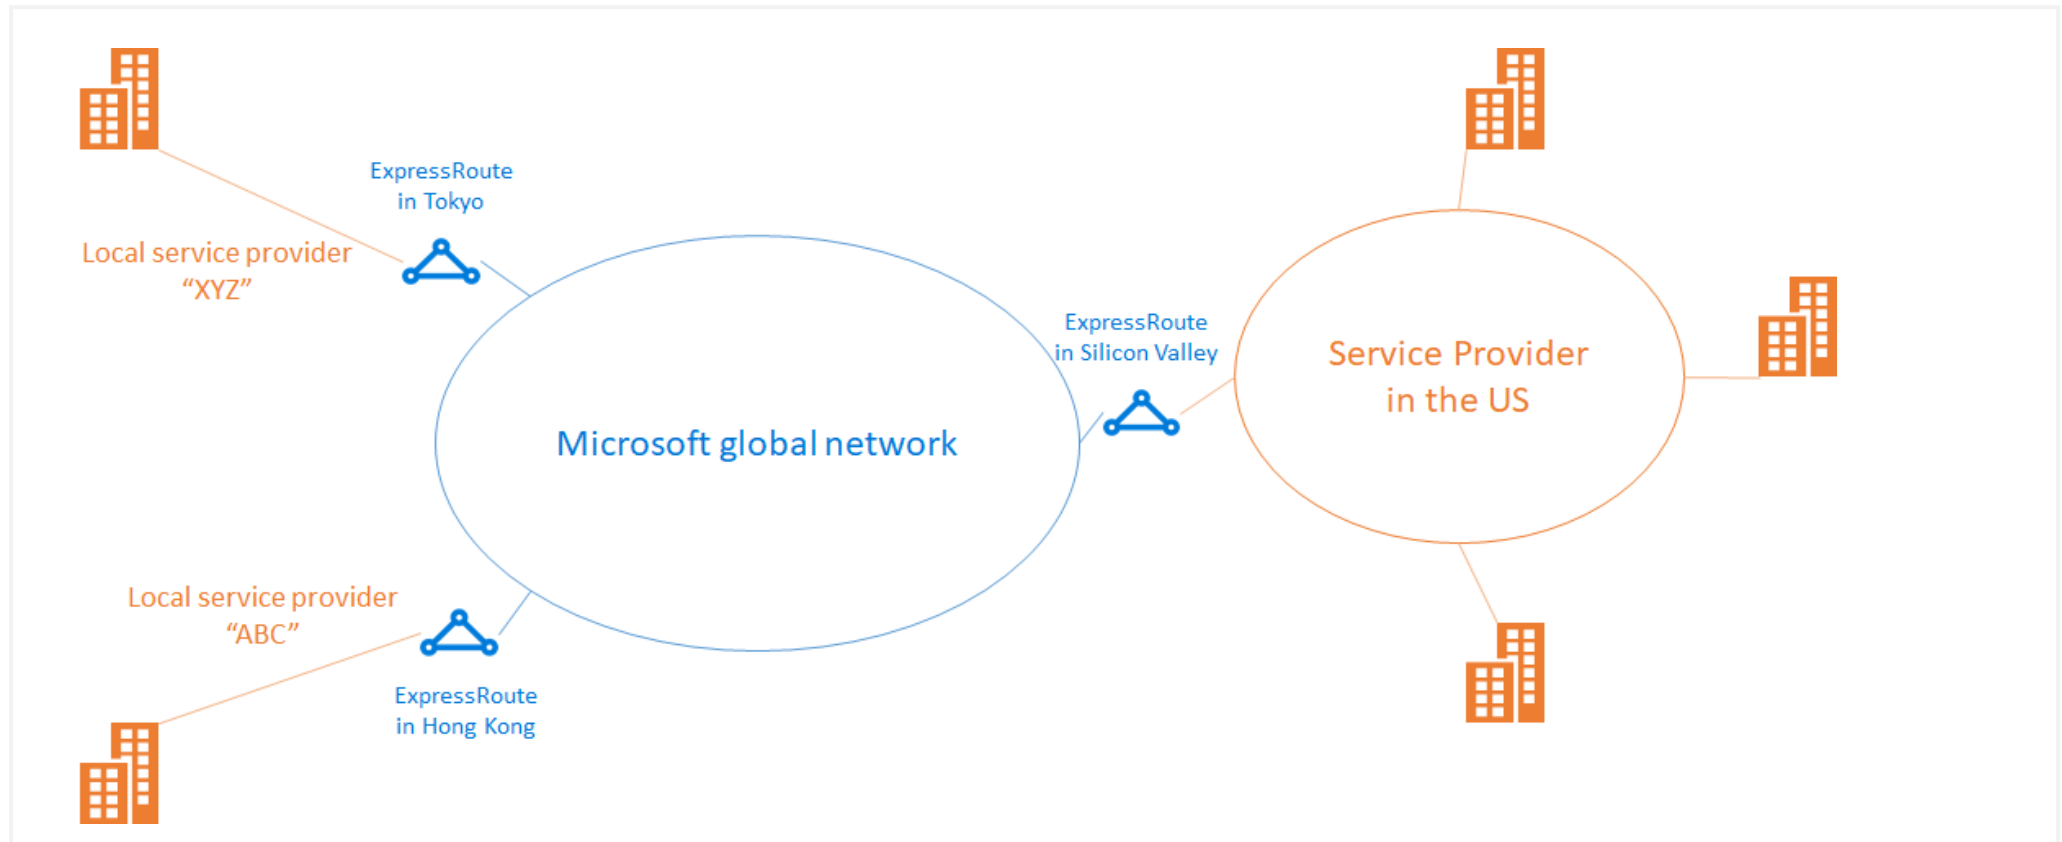 ExpressRoute
in Tokyo
Local service provider
“XYZ”
ExpressRoute
in Silicon Valley
Service Provider
in the US
Microsoft global network
Local service provider
“ABC”
ExpressRoute
in Hong Kong